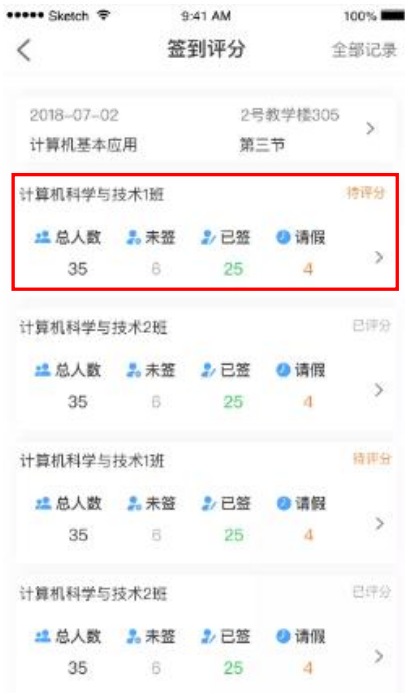 Sketch 9:41 AM 100%
签到评分 全部记录
2018-07-02 2号教学楼305
计算机基本应用 第三节
计算机科学与技术1班 待评分
总人数 未签 已签 请假
35 6 25 4
计算机科学与技术2班 已评分
总人数 未签 已签 请假
35 6 25 4
计算机科学与技术1班 待评分
总人数 未签 已签 请假
35 6 25 4
计算机科学与技术2班 已评分
总人数 未签 已签 请假
35 6 25 4